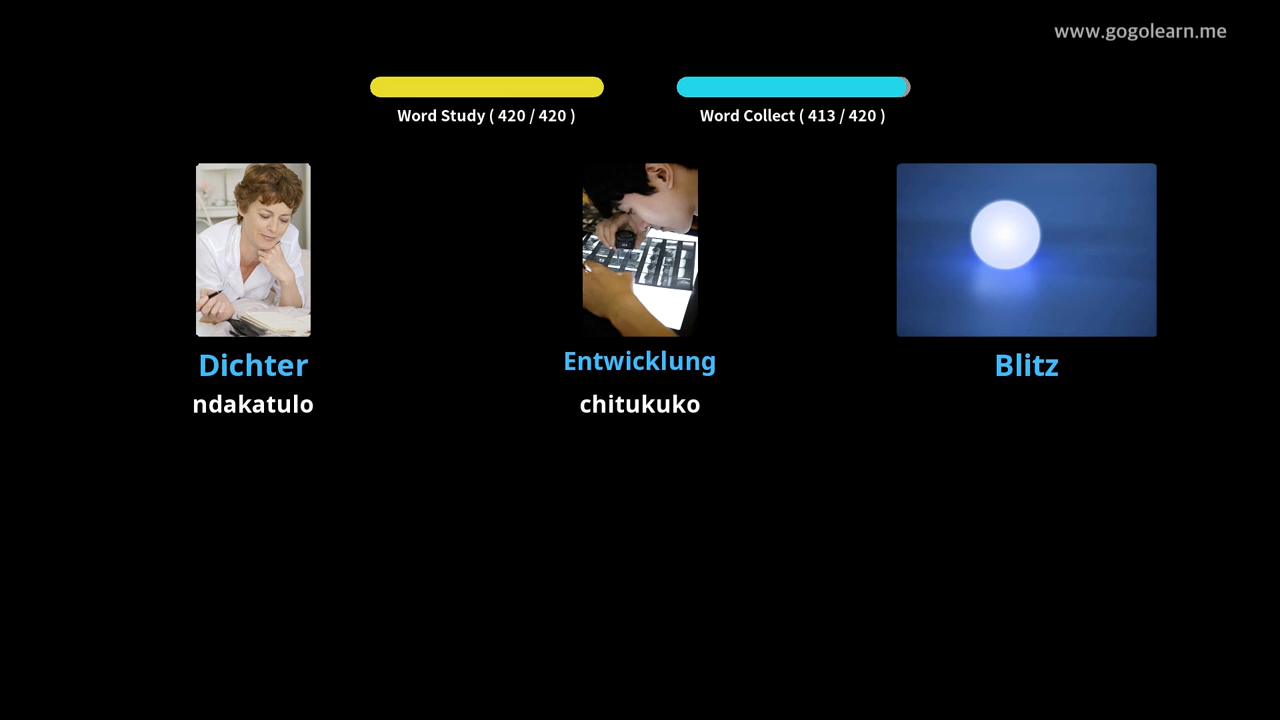 www.gogolearn.me
Word Study ( 420 / 420 )
Word Collect ( 413 / 420 )
Dichter
ndakatulo
Entwicklung
chitukuko
Blitz